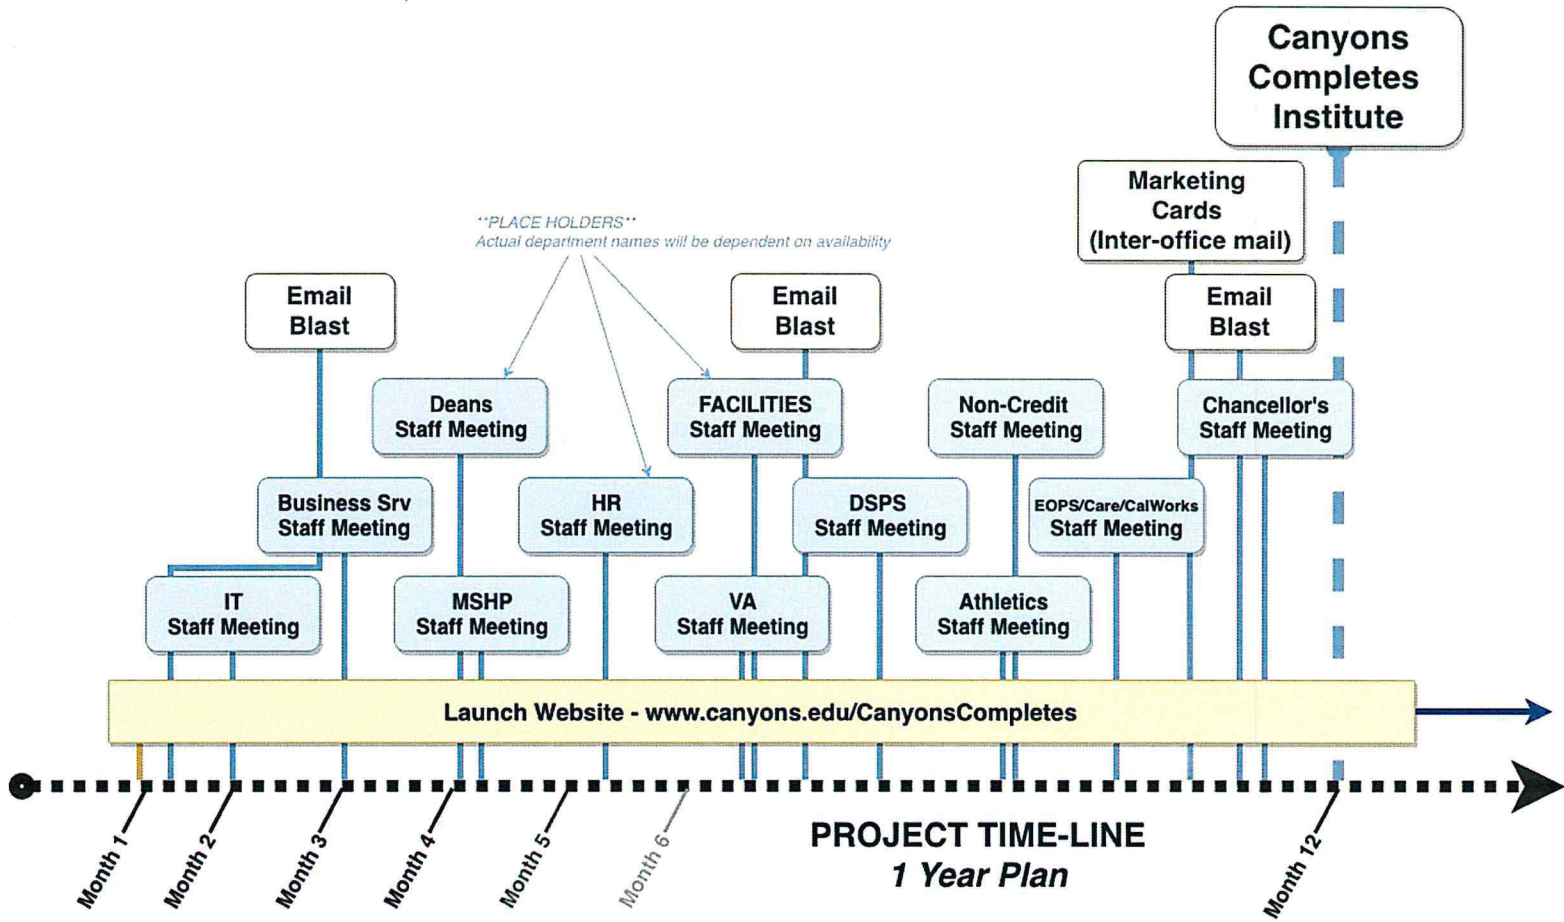 Canyons
Completes
Institute
Marketing
Cards
(Inter-office mail)
**PLACE HOLDERS**
Actual department names will be dependent on availability
Email
Blast
Email
Blast
Email
Blast
Deans
Staff Meeting
FACILITIES
Staff Meeting
Non-Credit
Staff Meeting
Chancellor's
Staff Meeting
Business Srv
Staff Meeting
HR
Staff Meeting
DSPS
Staff Meeting
EOPS/Care/CalWorks
Staff Meeting
IT
Staff Meeting
MSHP
Staff Meeting
VA
Staff Meeting
Athletics
Staff Meeting
Launch Website - www.canyons.edu/CanyonsCompletes
Month 1
Month 2
Month 3
Month 4
Month 5
Month 6
Month 12
PROJECT TIME-LINE
1 Year Plan